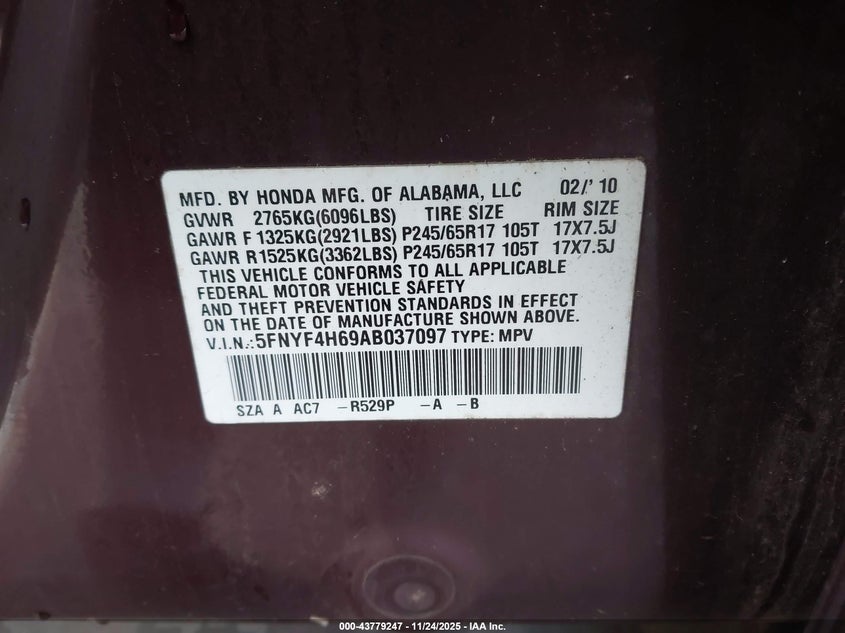 MFD. BY HONDA MFG. OF ALABAMA, LLC 02/' 10
GVWR 2765KG(6096LBS) TIRE SIZE RIM SIZE
GAWR F 1325KG(2921LBS) P245/65R17 105T 17X7.5J
GAWR R1525KG(3362LBS) P245/65R17 105T 17X7.5J
THIS VEHICLE CONFORMS TO ALL APPLICABLE
FEDERAL MOTOR VEHICLE SAFETY
AND THEFT PREVENTION STANDARDS IN EFFECT
ON THE DATE OF MANUFACTURE SHOWN ABOVE.
V.I.N.:5FNYF4H69AB037097 TYPE: MPV
SZA A AC7 -R529P -A -B
000-43779247 - 11/24/2025 - IAA Inc.